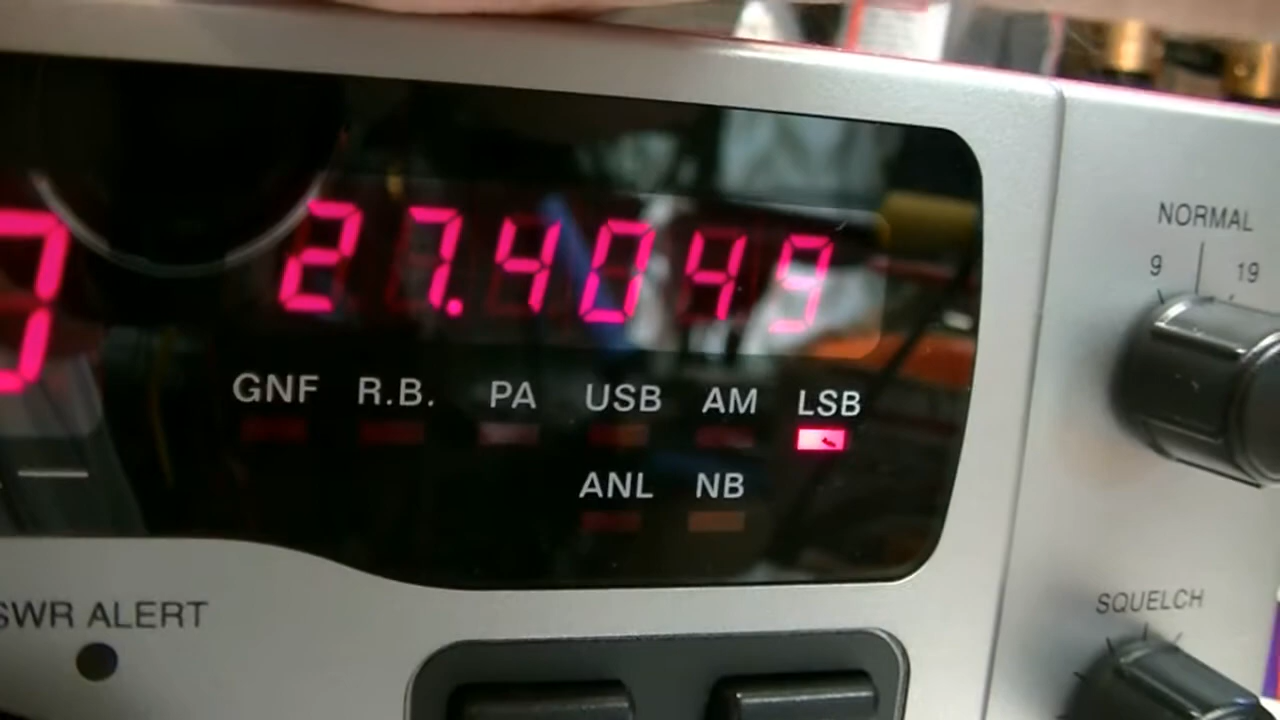 27.4049
NORMAL
9 19
GNF R.B. PA USB AM LSB
ANL NB
SWR ALERT
SQUELCH